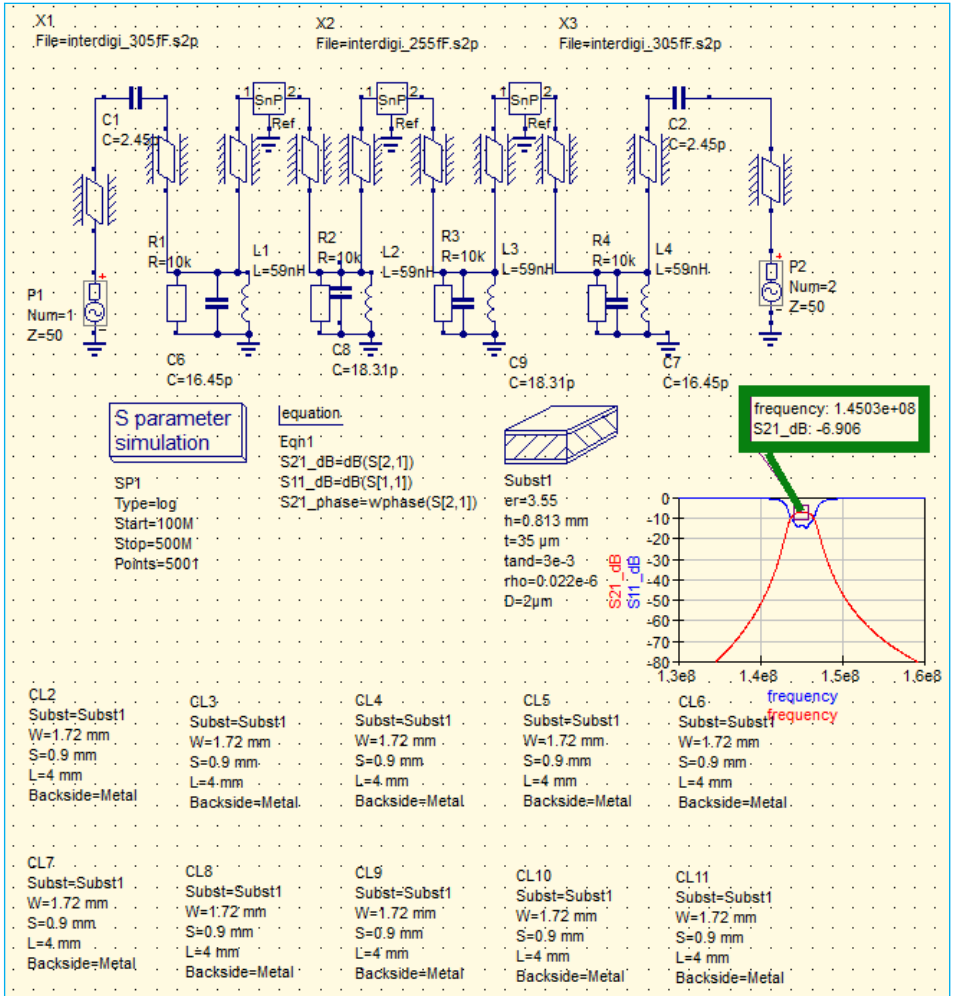 X1
File=interdigi_305fF.s2p
X2
File=interdigi_255fF.s2p
X3
File=interdigi_305fF.s2p
1 SnP 2
Ref
1 SnP 2
Ref
1 SnP 2
Ref
C1
C=2.45p
C2
C=2.45p
R1
R=10k
L1
L=59nH
R2
R=10k
L2
L=59nH
R3
R=10k
L3
L=59nH
R4
R=10k
L4
L=59nH
P1
Num=1
Z=50
P2
Num=2
Z=50
C6
C=16.45p
C8
C=18.31p
C9
C=18.31p
C7
C=16.45p
S parameter
simulation
SP1
Type=log
Start=100M
Stop=500M
Points=5001
equation
Eqn1
S21_dB=dB(S[2,1])
S11_dB=dB(S[1,1])
S21_phase=wphase(S[2,1])
Subst1
er=3.55
h=0.813 mm
t=35 µm
tand=3e-3
rho=0.022e-6
D=2µm
frequency: 1.4503e+08
S21_dB: -6.906
0
-10
-20
-30
-40
-50
-60
-70
-80
S21_dB
S11_dB
1.3e8 1.4e8 1.5e8 1.6e8
frequency
frequency
CL2
Subst=Subst1
W=1.72 mm
S=0.9 mm
L=4 mm
Backside=Metal
CL3
Subst=Subst1
W=1.72 mm
S=0.9 mm
L=4 mm
Backside=Metal
CL4
Subst=Subst1
W=1.72 mm
S=0.9 mm
L=4 mm
Backside=Metal
CL5
Subst=Subst1
W=1.72 mm
S=0.9 mm
L=4 mm
Backside=Metal
CL6
Subst=Subst1
W=1.72 mm
S=0.9 mm
L=4 mm
Backside=Metal
CL7
Subst=Subst1
W=1.72 mm
S=0.9 mm
L=4 mm
Backside=Metal
CL8
Subst=Subst1
W=1.72 mm
S=0.9 mm
L=4 mm
Backside=Metal
CL9
Subst=Subst1
W=1.72 mm
S=0.9 mm
L=4 mm
Backside=Metal
CL10
Subst=Subst1
W=1.72 mm
S=0.9 mm
L=4 mm
Backside=Metal
CL11
Subst=Subst1
W=1.72 mm
S=0.9 mm
L=4 mm
Backside=Metal